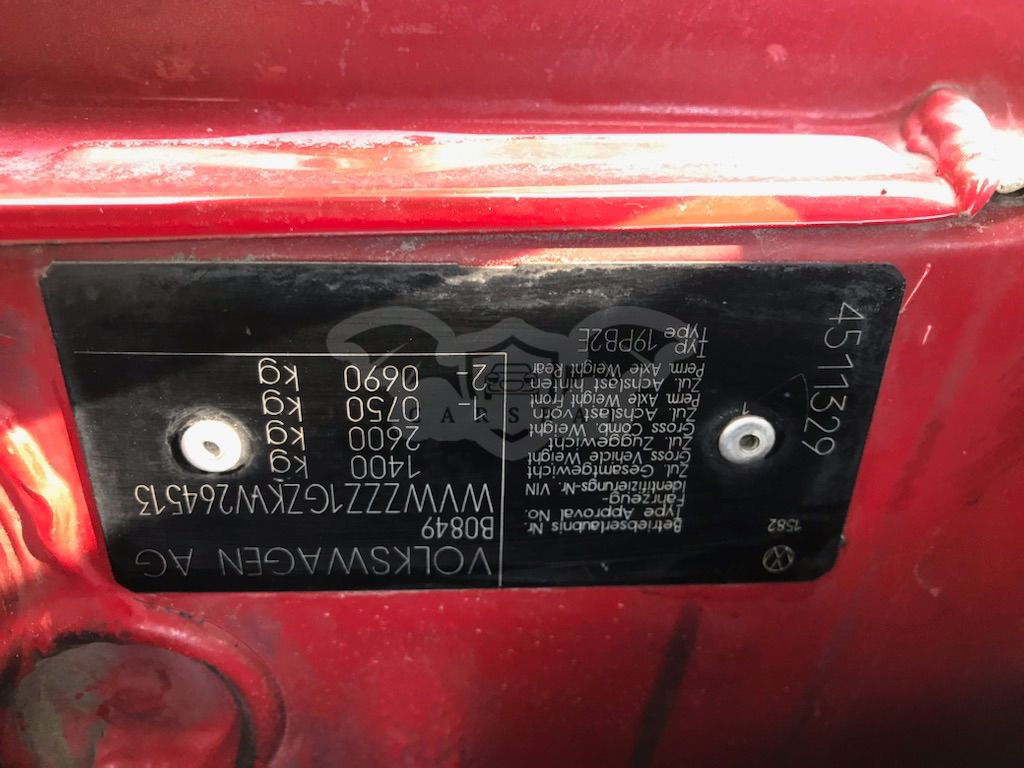 VOLKSWAGEN AG
Betriebserlaubnis Nr.
Type Approval No.
B0849
Fahrzeug-
Identifizierungs-Nr. VIN
WVWZZZ1GZKW264513
Zul. Gesamtgewicht
Gross Vehicle Weight
1400 kg
Zul. Zuggewicht
Gross Comb. Weight
2600 kg
Zul. Achslast vorn
Perm. Axle Weight Front
1- 0750 kg
Zul. Achslast hinten
Perm. Axle Weight Rear
2- 0690 kg
Typ
Type 19PB2E
1582
4511329